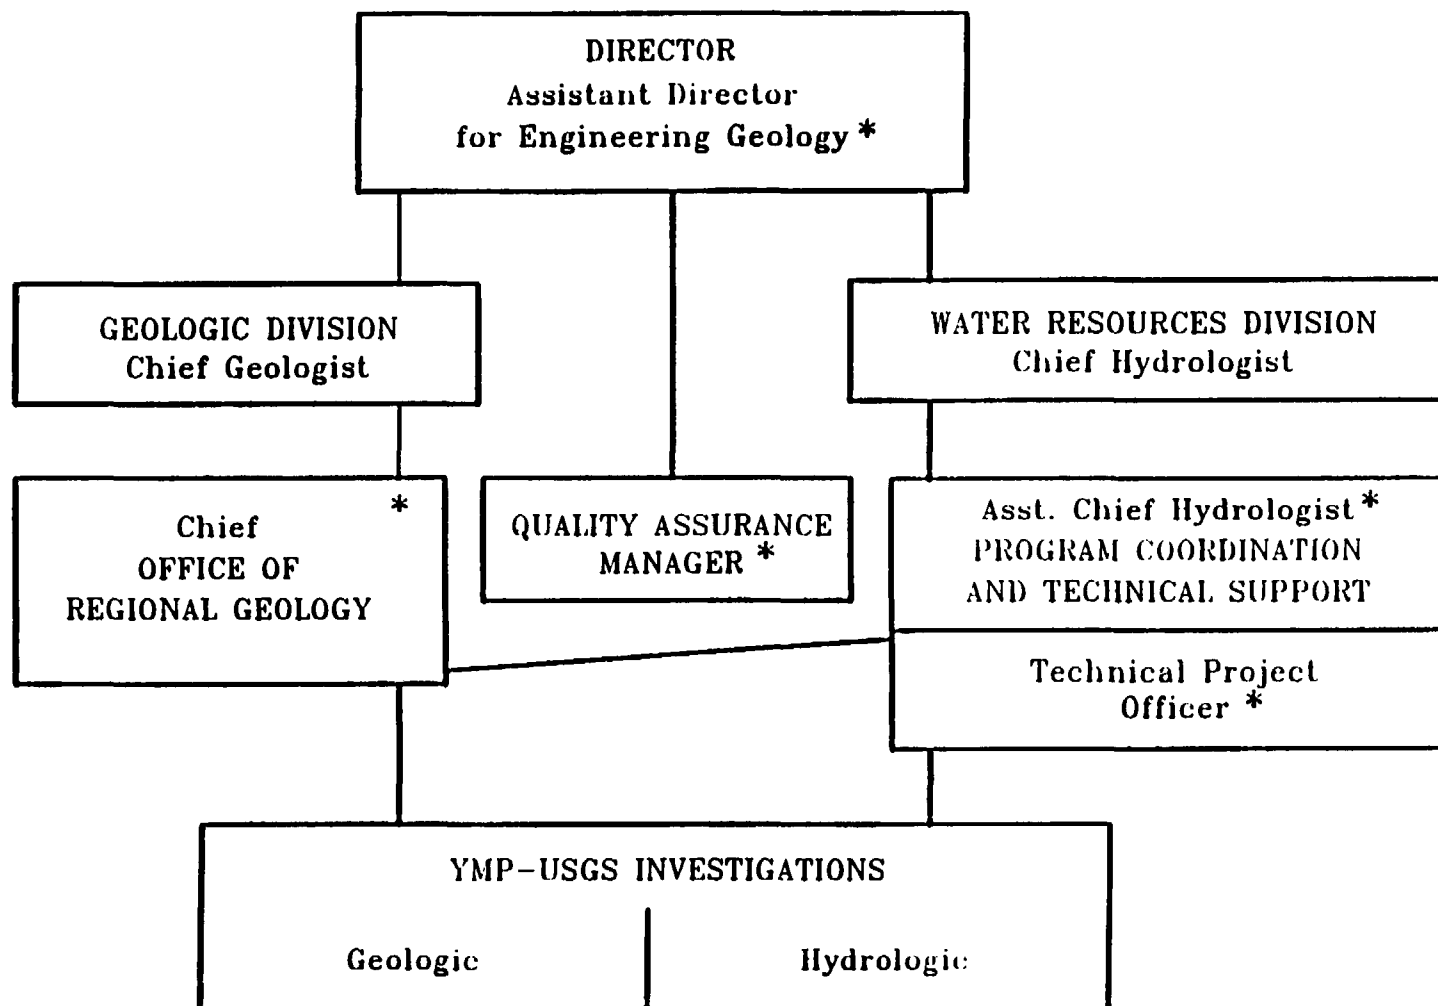 DIRECTOR
Assistant Director
for Engineering Geology *
GEOLOGIC DIVISION
Chief Geologist
WATER RESOURCES DIVISION
Chief Hydrologist
*
Chief
OFFICE OF
REGIONAL GEOLOGY
QUALITY ASSURANCE
MANAGER *
Asst. Chief Hydrologist *
PROGRAM COORDINATION
AND TECHNICAL SUPPORT
Technical Project
Officer *
YMP-USGS INVESTIGATIONS
Geologic
Hydrologic